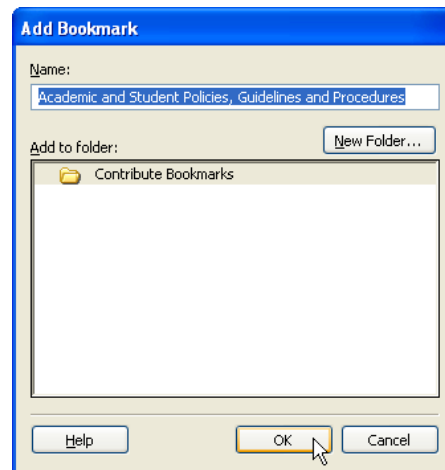 Add Bookmark
Name:
Academic and Student Policies, Guidelines and Procedures
Add to folder:
New Folder...
Contribute Bookmarks
Help
OK
Cancel